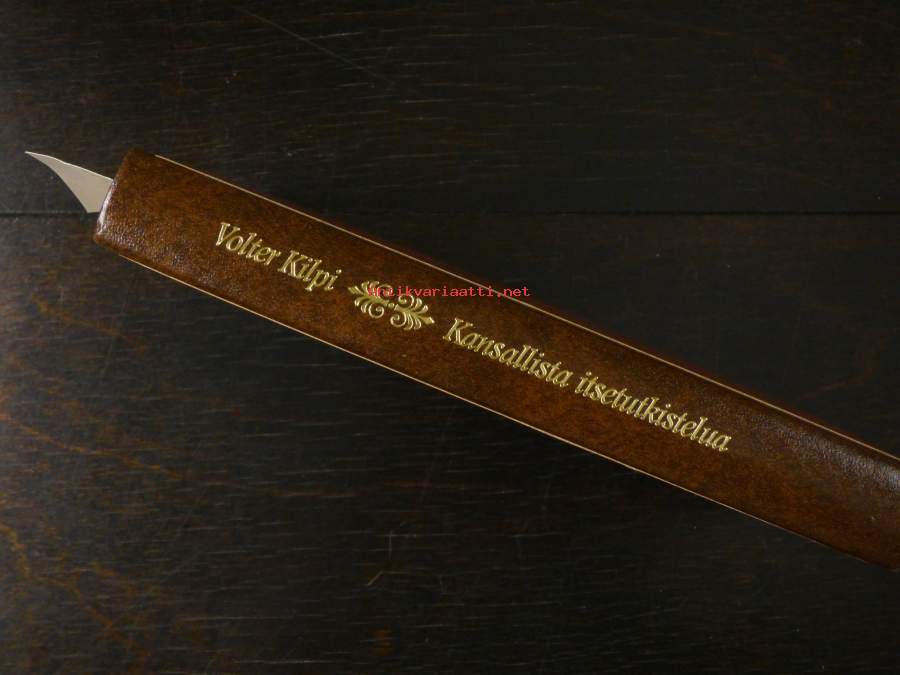 Volter Kilpi Kansallista itsetutkistelua
Antikvariaatti.net